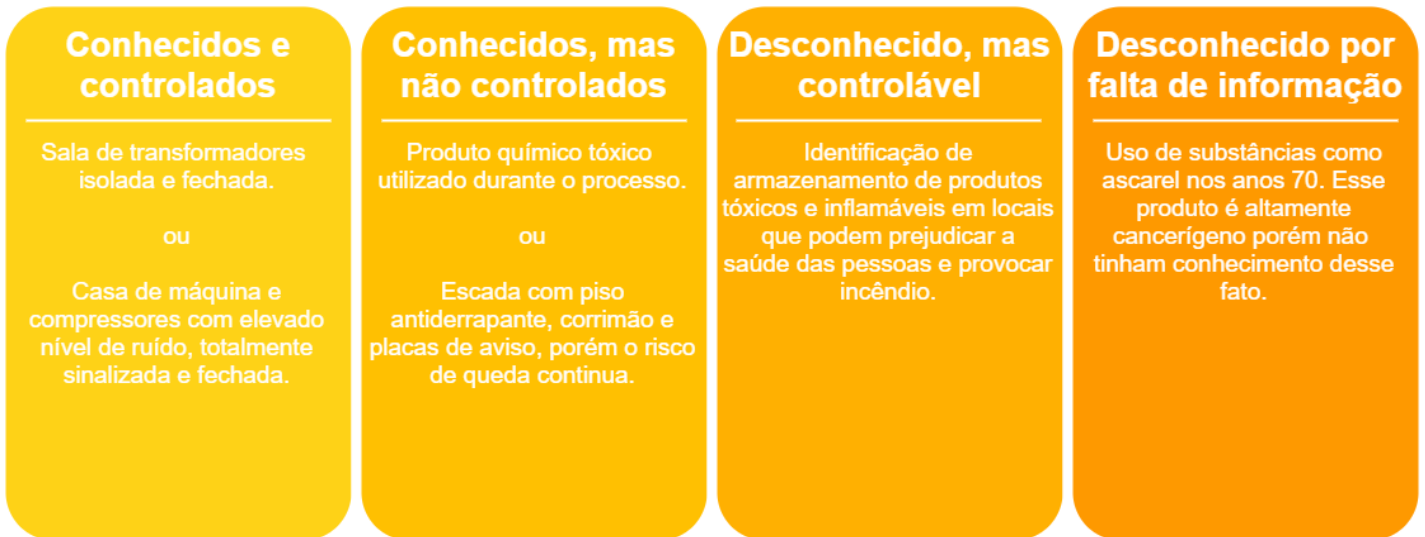 Conhecidos e
controlados
Sala de transformadores
isolada e fechada.
ou
Casa de máquina e
compressores com elevado
nível de ruído, totalmente
sinalizada e fechada.
Conhecidos, mas
não controlados
Produto químico tóxico
utilizado durante o processo.
ou
Escada com piso
antiderrapante, corrimão e
placas de aviso, porém o risco
de queda continua.
Desconhecido, mas
controlável
Identificação de
armazenamento de produtos
tóxicos e inflamáveis em locais
que podem prejudicar a
saúde das pessoas e provocar
incêndio.
Desconhecido por
falta de informação
Uso de substâncias como
ascarel nos anos 70. Esse
produto é altamente
cancerígeno porém não
tinham conhecimento desse
fato.